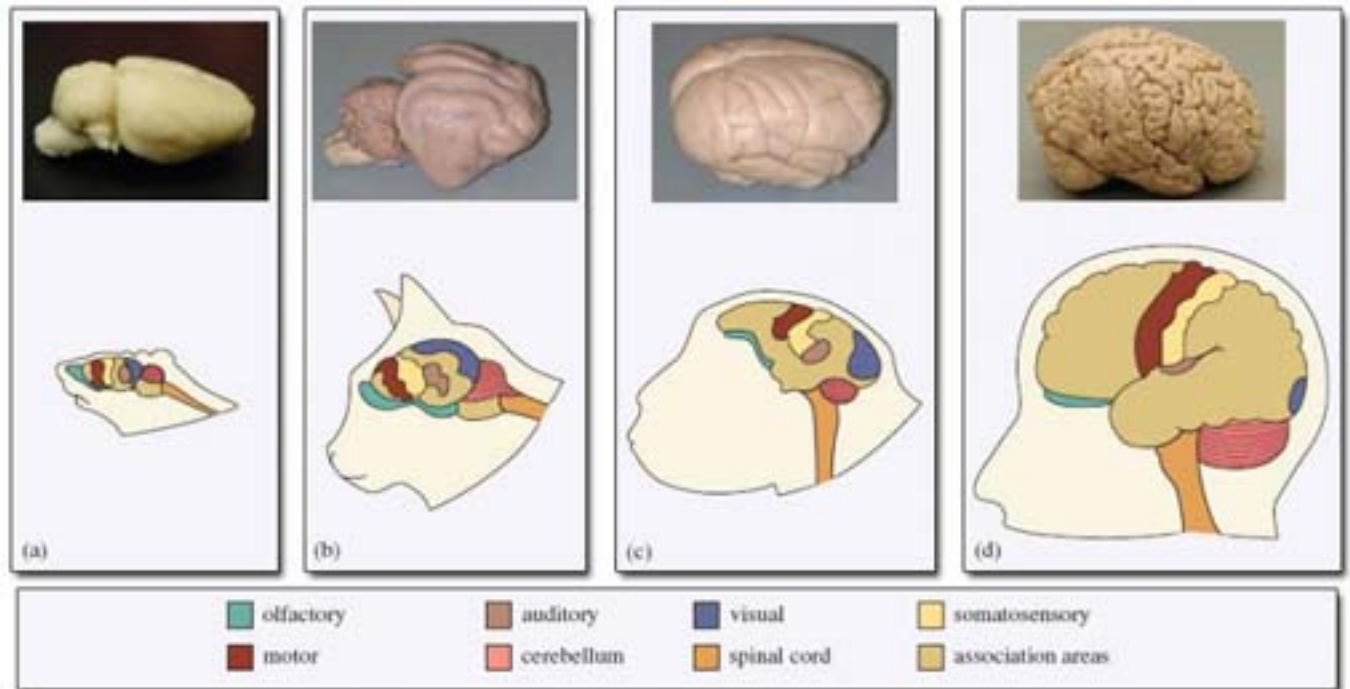 (a)
(b)
(c)
(d)
olfactory
auditory
visual
somatosensory
motor
cerebellum
spinal cord
association areas